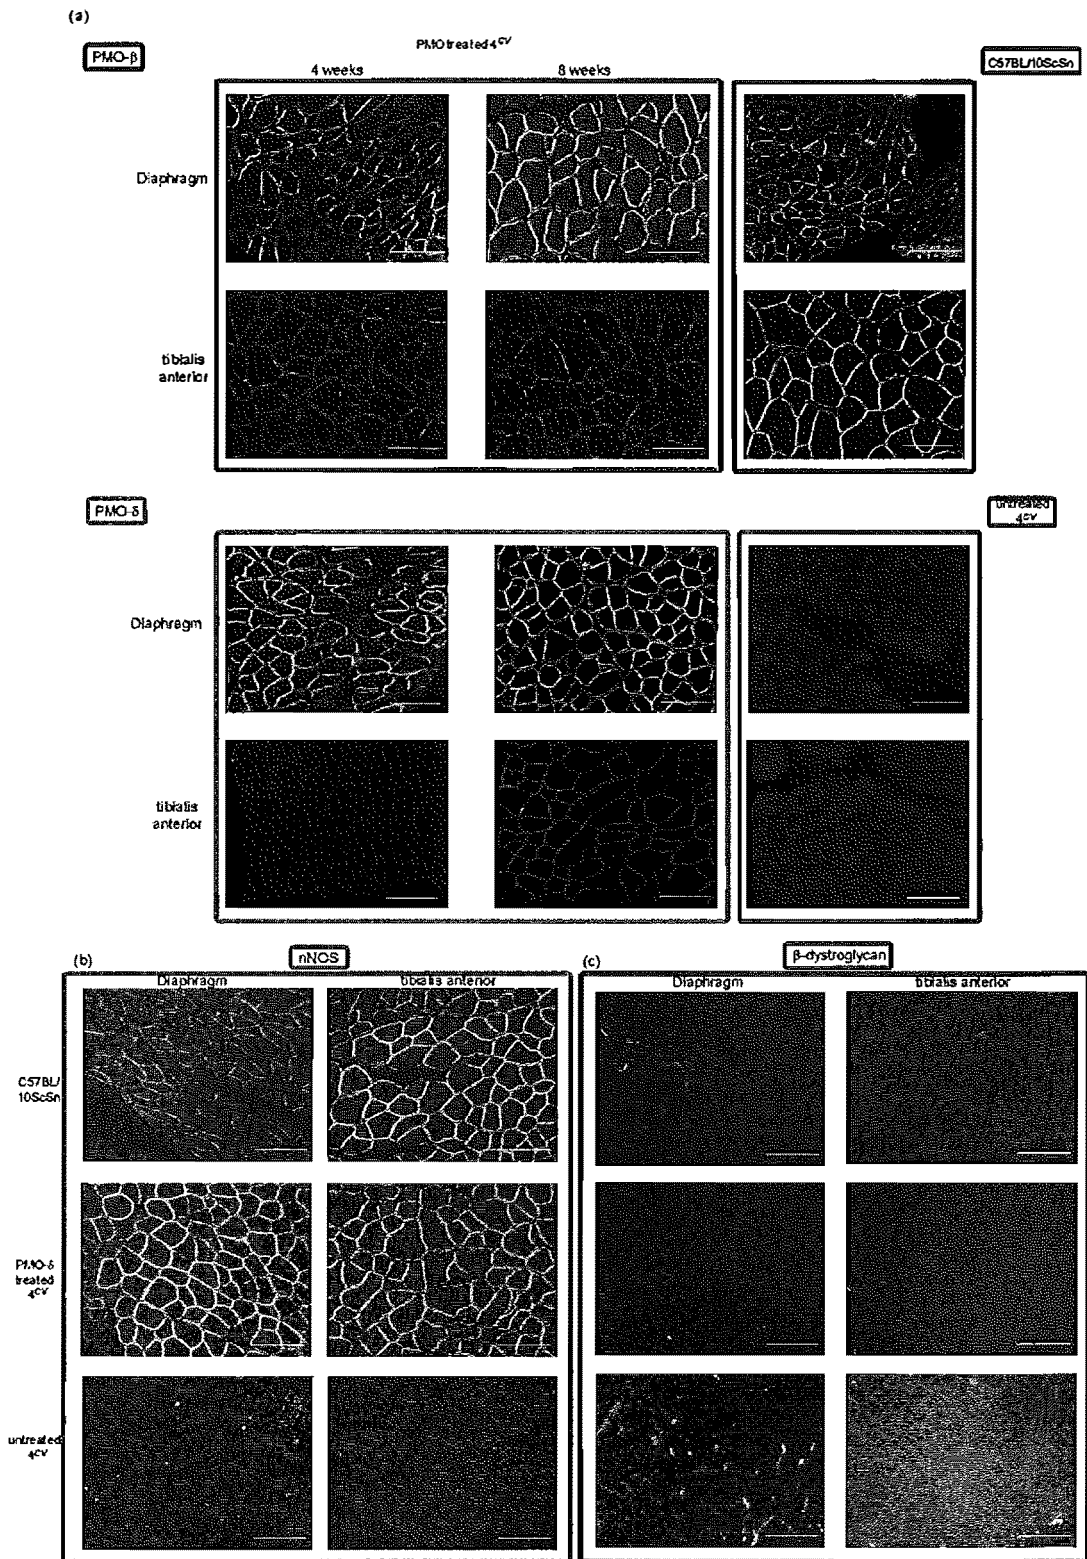 (a)
PMO treated 4CV
PMO-β
4 weeks
8 weeks
C57BL/10ScSn
Diaphragm
tibialis
anterior
PMO-δ
untreated
4CV
Diaphragm
tibialis
anterior
(b)
nNOS
(c)
β-dystroglycan
Diaphragm
tibialis anterior
Diaphragm
tibialis anterior
C57BL/
10ScSn
PMO-δ
treated
4CV
untreated
4CV